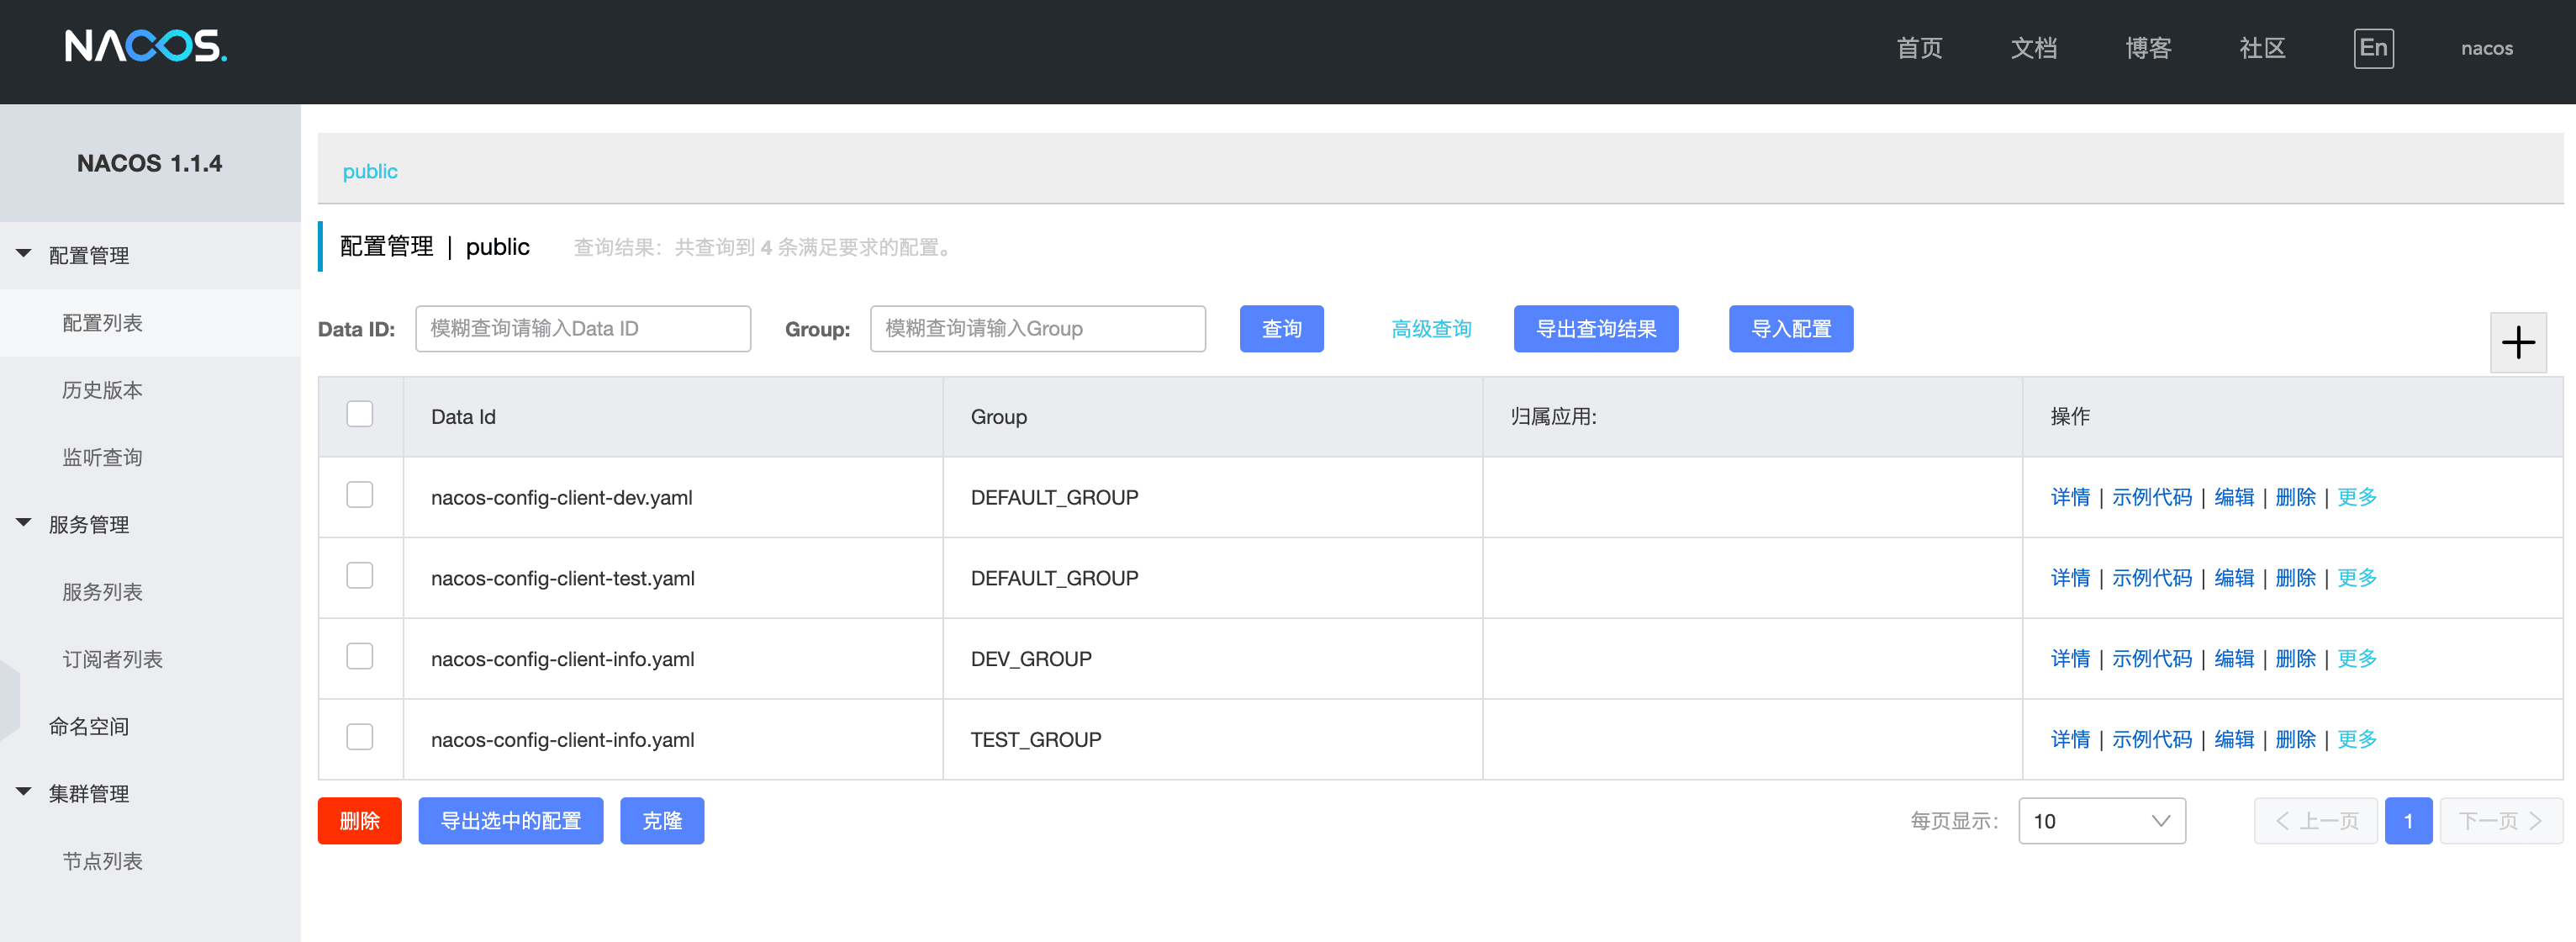 NACOS.
首页 文档 博客 社区 En nacos
NACOS 1.1.4
配置管理
配置列表
历史版本
监听查询
服务管理
服务列表
订阅者列表
命名空间
集群管理
节点列表
public
配置管理 | public 查询结果：共查询到 4 条满足要求的配置。
Data ID: 模糊查询请输入Data ID Group: 模糊查询请输入Group 查询 高级查询 导出查询结果 导入配置
Data Id Group 归属应用: 操作
nacos-config-client-dev.yaml DEFAULT_GROUP 详情 | 示例代码 | 编辑 | 删除 | 更多
nacos-config-client-test.yaml DEFAULT_GROUP 详情 | 示例代码 | 编辑 | 删除 | 更多
nacos-config-client-info.yaml DEV_GROUP 详情 | 示例代码 | 编辑 | 删除 | 更多
nacos-config-client-info.yaml TEST_GROUP 详情 | 示例代码 | 编辑 | 删除 | 更多
删除 导出选中的配置 克隆 每页显示: 10 上一页 1 下一页